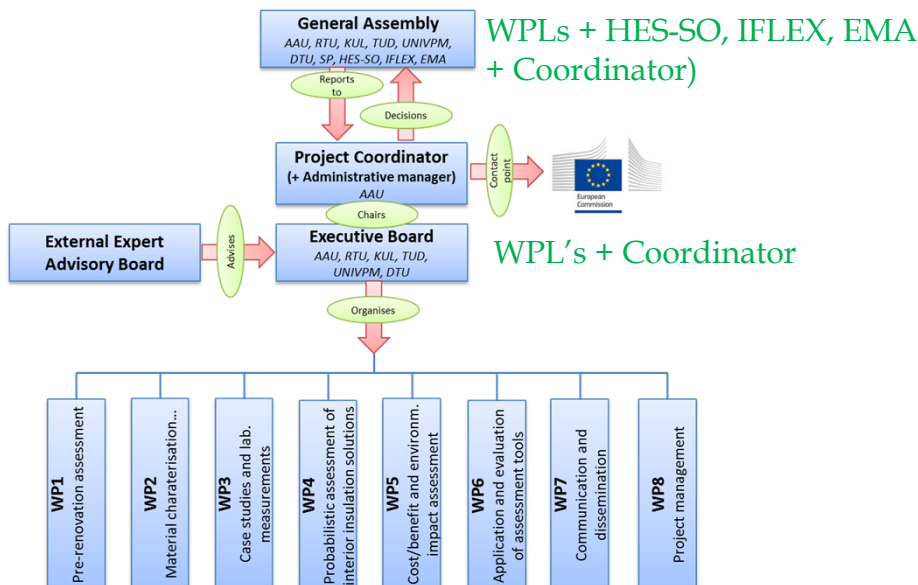 General Assembly
AAU, RTU, KUL, TUD, UNIVPM,
DTU, SP, HES-SO, IFLEX, EMA
WPLs + HES-SO, IFLEX, EMA
+ Coordinator)
Reports
to
Decisions
Project Coordinator
(+ Administrative manager)
AAU
Contact
point
European
Commission
Chairs
External Expert
Advisory Board
Advises
Executive Board
AAU, RTU, KUL, TUD,
UNIVPM, DTU
WPL’s + Coordinator
Organises
WP1
Pre-renovation assessment
WP2
Material charaterisation...
WP3
Case studies and lab.
measurements
WP4
Probabilistic assessment of
interior insulation solutions
WP5
Cost/benefit and environm.
impact assessment
WP6
Application and evaluation
of assessment tools
WP7
Communication and
dissemination
WP8
Project management